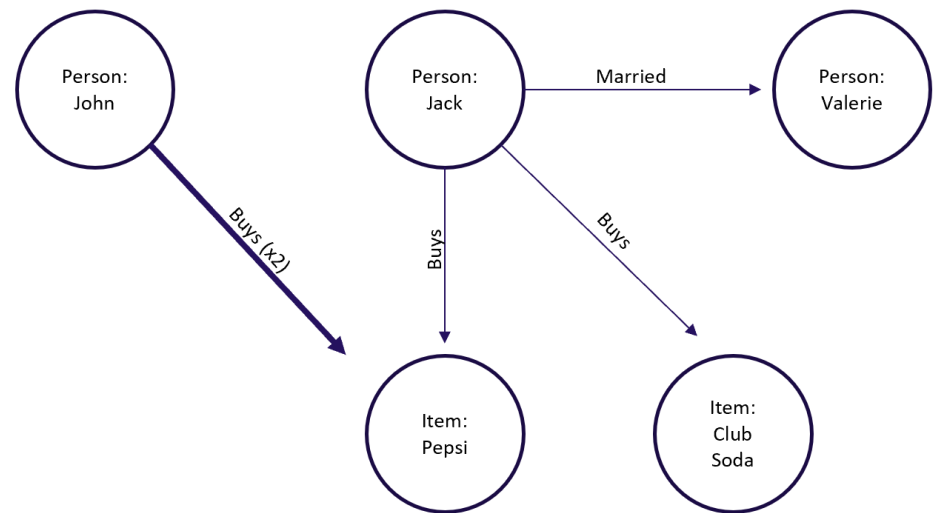 Person:
John
Person:
Jack
Married
Person:
Valerie
Buys (x2)
Buys
Buys
Item:
Pepsi
Item:
Club
Soda